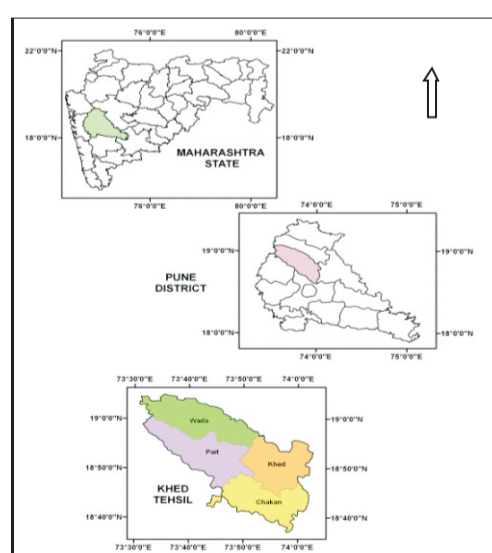 76°0'0"E 80°0'0"E
22°0'0"N 22°0'0"N
18°0'0"N 18°0'0"N
MAHARASHTRA
STATE
76°0'0"E 80°0'0"E
74°0'0"E 75°0'0"E
19°0'0"N 19°0'0"N
PUNE
DISTRICT
18°0'0"N 18°0'0"N
74°0'0"E 75°0'0"E
73°30'0"E 73°40'0"E 73°50'0"E 74°0'0"E
19°0'0"N 19°0'0"N
Wada
Pait
Khed
18°50'0"N 18°50'0"N
KHED
TEHSIL
Chakan
18°40'0"N 18°40'0"N
73°30'0"E 73°40'0"E 73°50'0"E 74°0'0"E